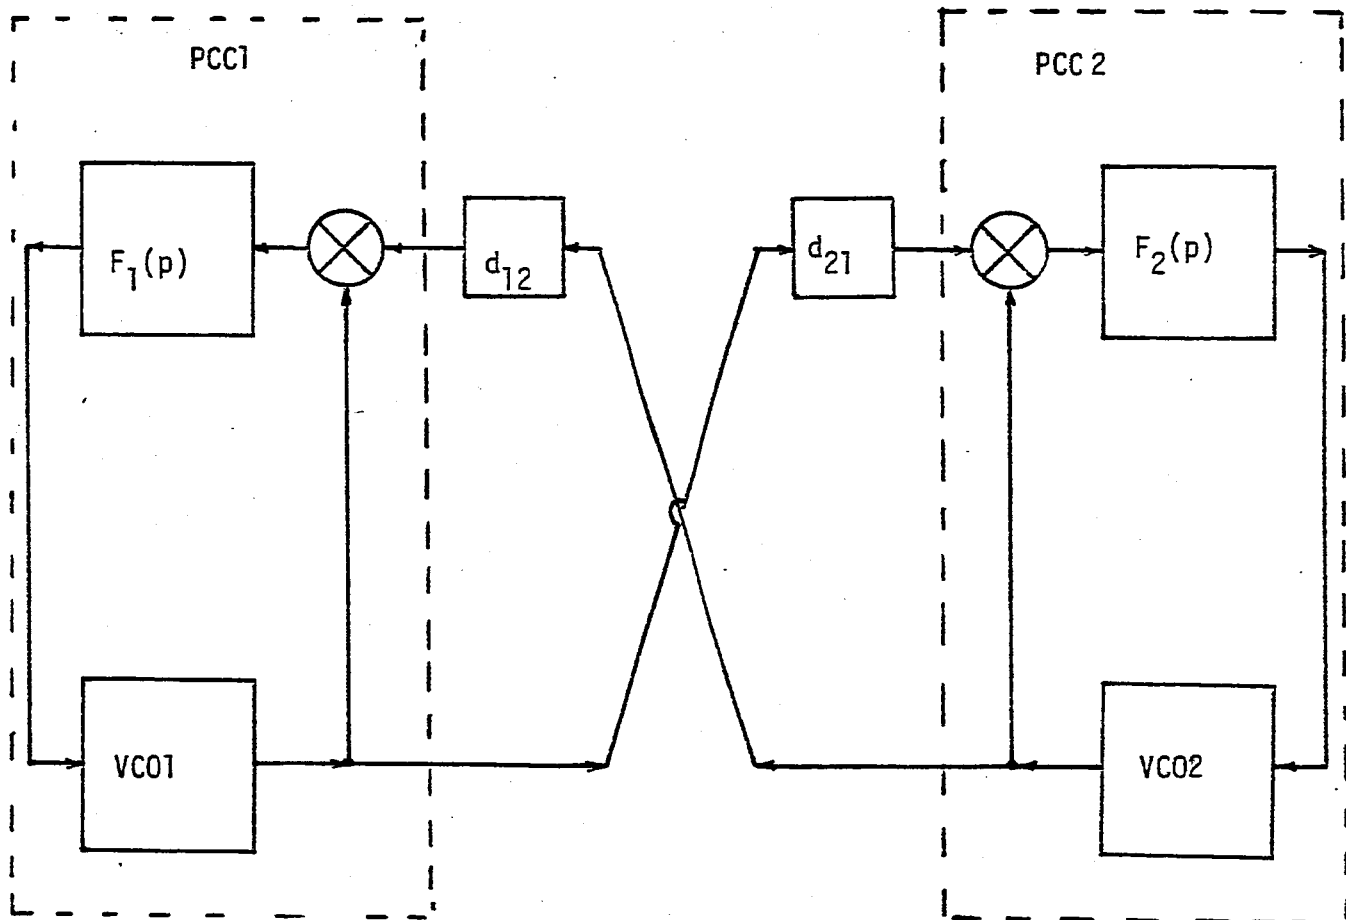 PCC1
PCC 2
F₁(p)
d₁₂
d₂₁
F₂(p)
VCO1
VCO2